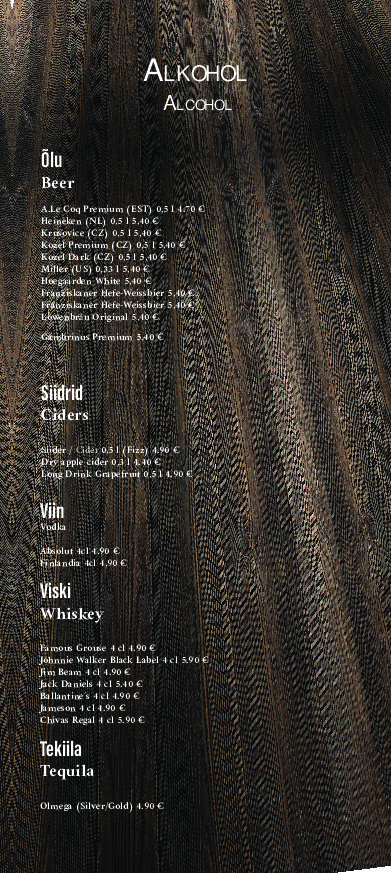 ALKOHOL
ALCOHOL
Õlu
Beer
A.Le Coq Premium (EST) 0,5 l 4.70 €
Heineken (NL) 0,5 l 5,40 €
Krusovice (CZ) 0,5 l 5,40 €
Kozel Premium (CZ) 0,5 l 5,40 €
Kozel Dark (CZ) 0,5 l 5,40 €
Miller (US) 0,33 l 5,40 €
Hoegaarden White 5,40 €
Franziskaner Hefe-Weissbier 5,40 €
Franziskaner Hefe-Weissbier 5,40 €
Löwenbräu Original 5,40 €
Gambrinus Premium 5,40 €
Siidrid
Ciders
Siider / Cider 0,5 l (Fizz) 4.90 €
Dry apple cider 0,3 l 4.40 €
Long Drink Grapefruit 0,5 l 4.90 €
Viin
Vodka
Absolut 4cl 4.90 €
Finlandia 4cl 4.90 €
Viski
Whiskey
Famous Grouse 4 cl 4.90 €
Johnnie Walker Black Label 4 cl 5.90 €
Jim Beam 4 cl 4.90 €
Jack Daniels 4 cl 5.40 €
Ballantine's 4 cl 4.90 €
Jameson 4 cl 4.90 €
Chivas Regal 4 cl 5.90 €
Tekiila
Tequila
Olmega (Silver/Gold) 4.90 €